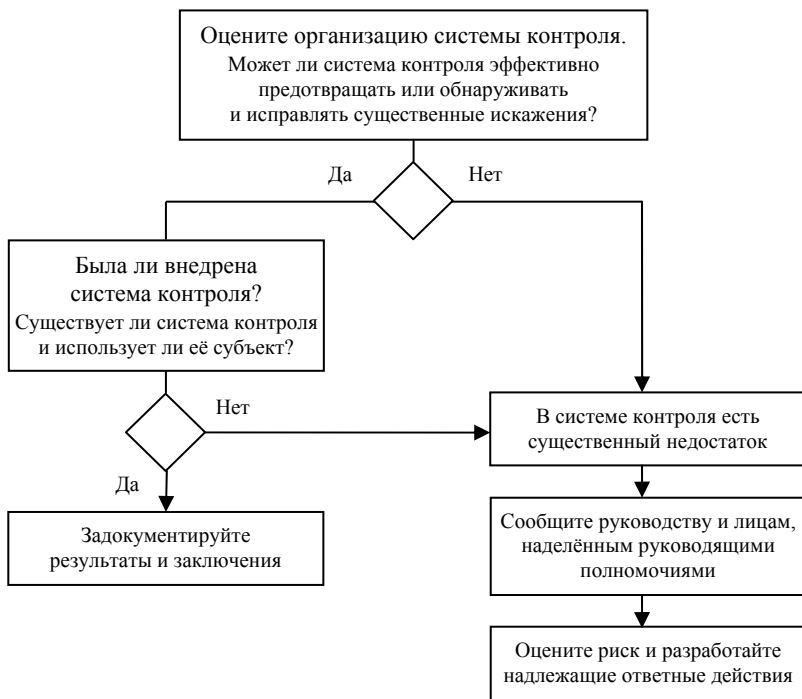 Оцените организацию системы контроля.
Может ли система контроля эффективно
предотвращать или обнаруживать
и исправлять существенные искажения?
Да
Нет
Была ли внедрена
система контроля?
Существует ли система контроля
и использует ли её субъект?
Нет
Да
В системе контроля есть
существенный недостаток
Задокументируйте
результаты и заключения
Сообщите руководству и лицам,
наделённым руководящими
полномочиями
Оцените риск и разработайте
надлежащие ответные действия